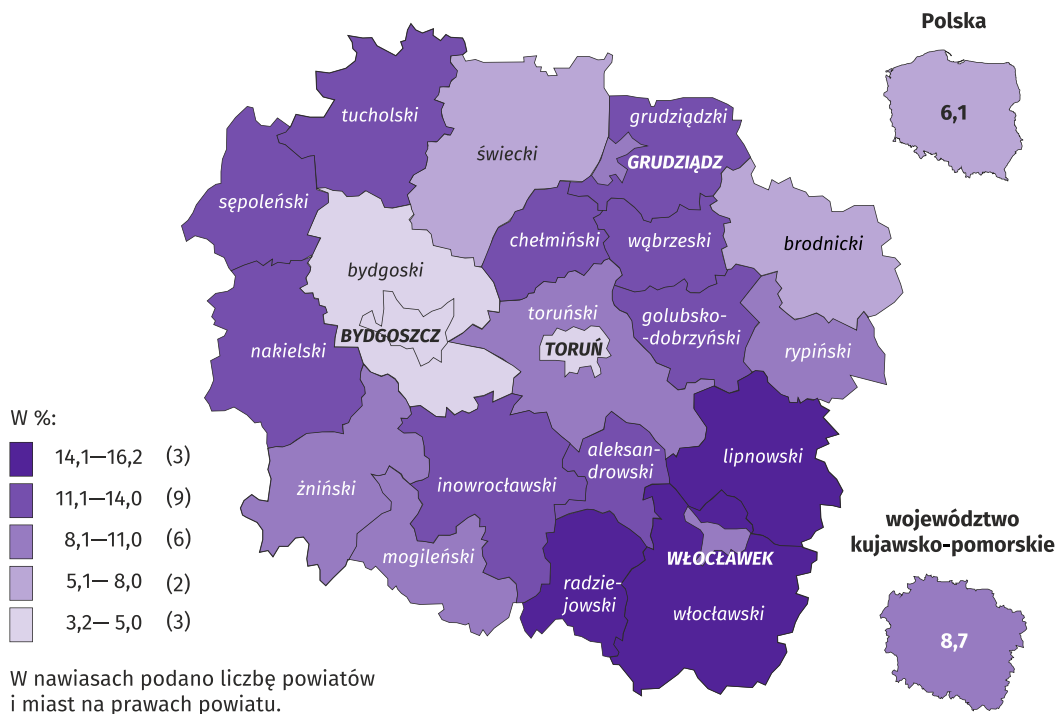 Polska
6,1
tucholski
grudziądzki
świecki
GRUDZIĄDZ
sępoleński
chełmiński
wąbrzeski
brodnicki
bydgoski
toruński
golubsko-
-dobrzyński
BYDGOSZCZ
TORUŃ
nakielski
rypiński
W %:
14,1—16,2 (3)
11,1—14,0 (9)
8,1—11,0 (6)
5,1— 8,0 (2)
3,2— 5,0 (3)
aleksan-
drowski
lipnowski
żniński
inowrocławski
mogileński
WŁOCŁAWEK
radzie-
jowski
włocławski
województwo
kujawsko-pomorskie
8,7
W nawiasach podano liczbę powiatów
i miast na prawach powiatu.